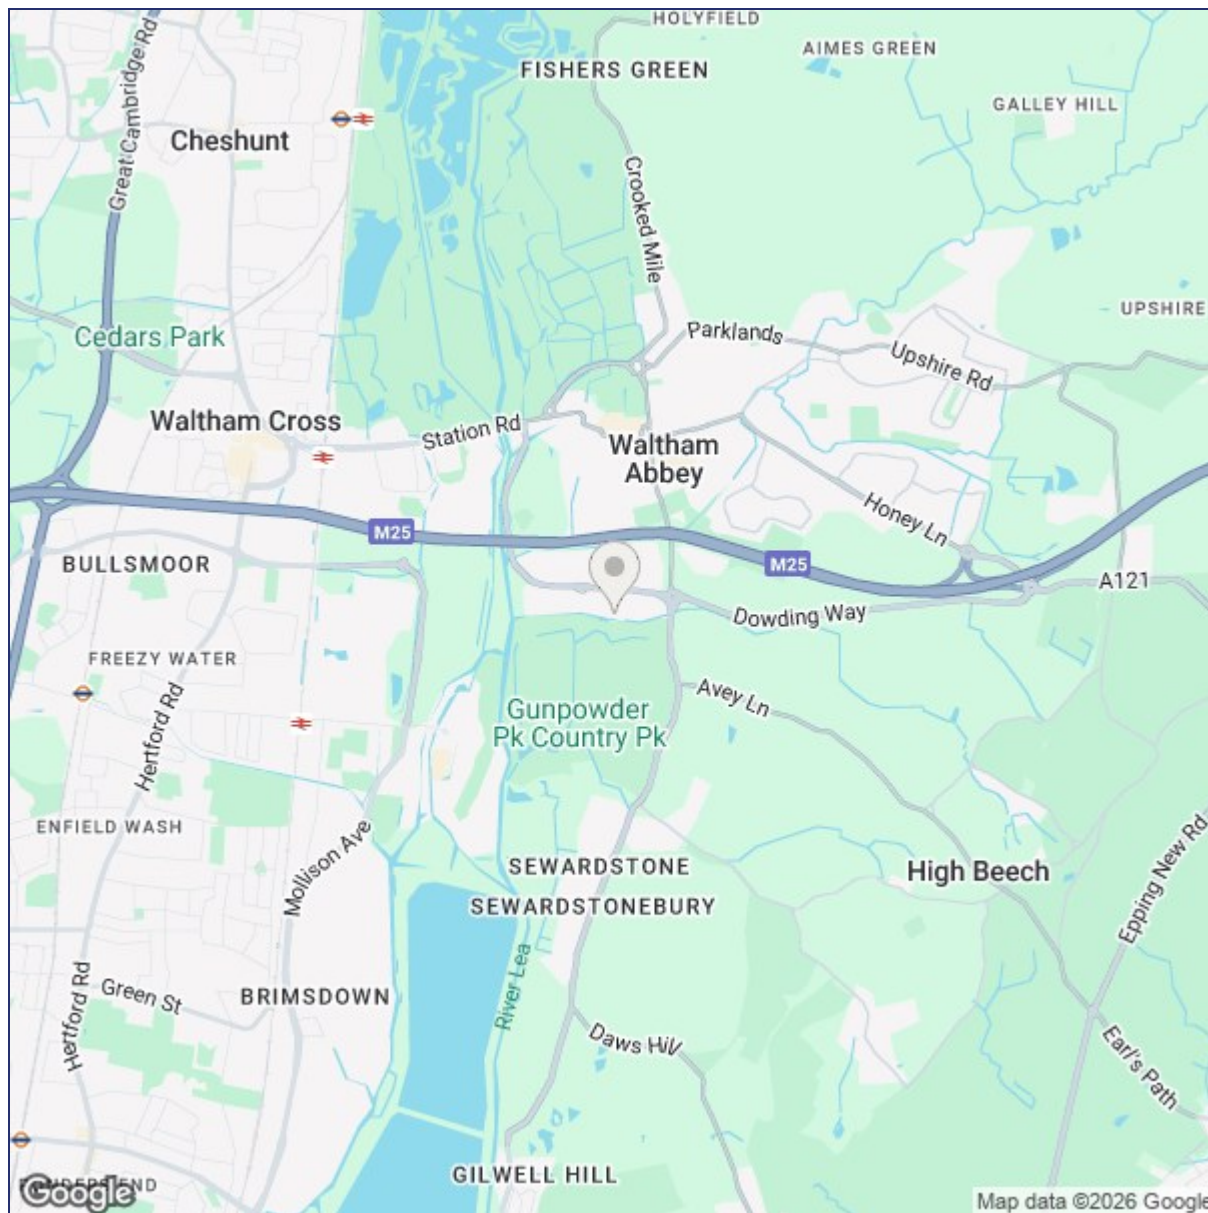 HOLYFIELD
AIMES GREEN
FISHERS GREEN
GALLEY HILL
Great Cambridge Rd
Cheshunt
Crooked Mile
UPSHIRE
Cedars Park
Parklands
Upshire Rd
Waltham Cross
Station Rd
Waltham
Abbey
Honey Ln
M25
M25
BULLSMOOR
A121
Dowding Way
FREEZY WATER
Hertford Rd
Avey Ln
Gunpowder
Pk Country Pk
ENFIELD WASH
Mollison Ave
SEWARDSTONE
High Beech
Epping New Rd
SEWARDSTONEBURY
River Lea
Green St
BRIMSDOWN
Hertford Rd
Daws Hill
Earl's Path
GILWELL HILL
END
Google
Map data ©2026 Google